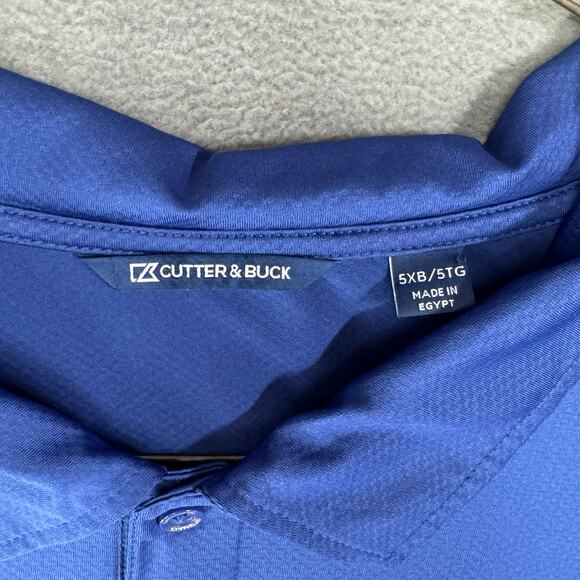 CUTTER & BUCK
5XB/5TG
MADE IN
EGYPT